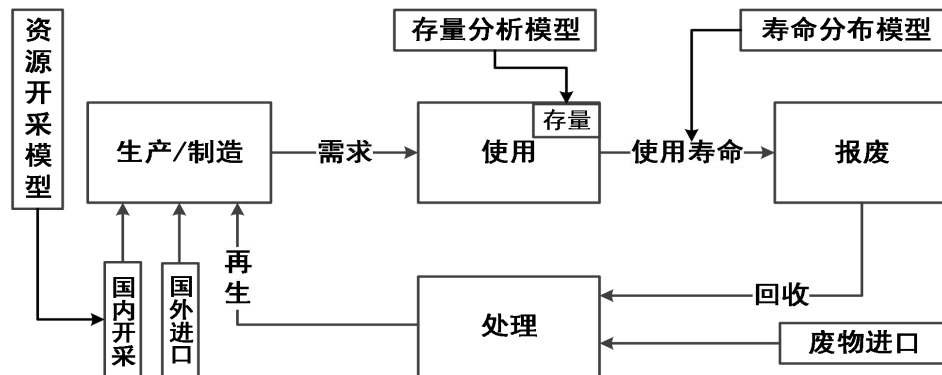 资源开采模型
存量分析模型
寿命分布模型
生产/制造
需求
使用
存量
使用寿命
报废
再生
国内开采
国外进口
处理
回收
废物进口